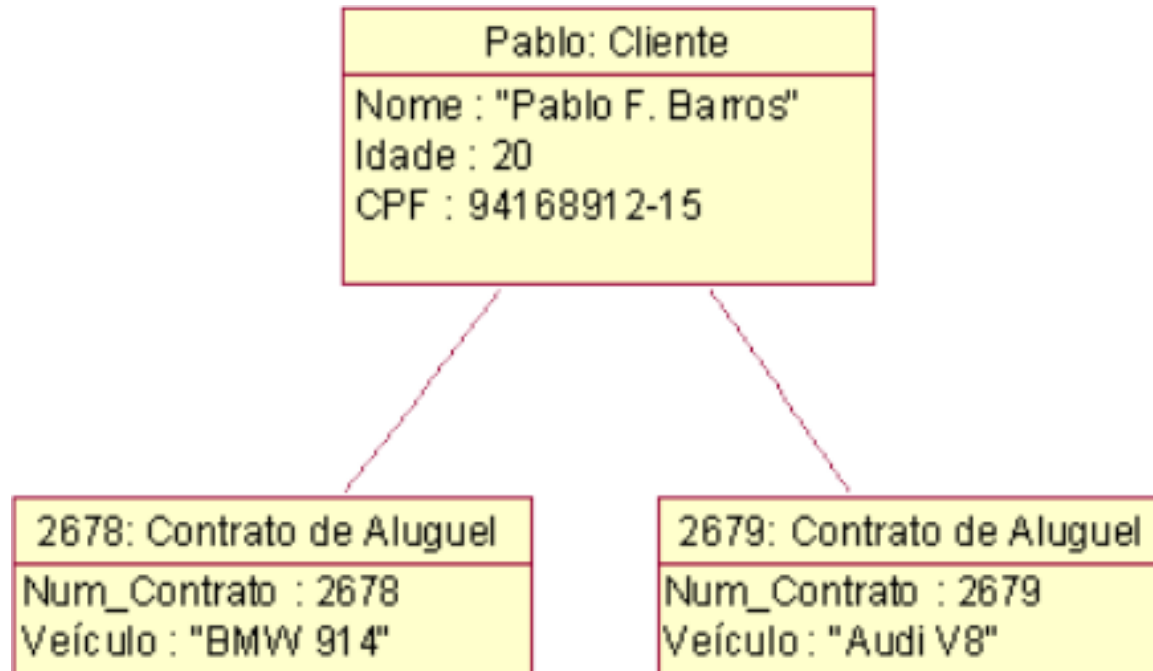 Pablo: Cliente
Nome : "Pablo F. Barros"
Idade : 20
CPF : 94168912-15
2678: Contrato de Aluguel
Num_Contrato : 2678
Veículo : "BMW 914"
2679: Contrato de Aluguel
Num_Contrato : 2679
Veículo : "Audi V8"